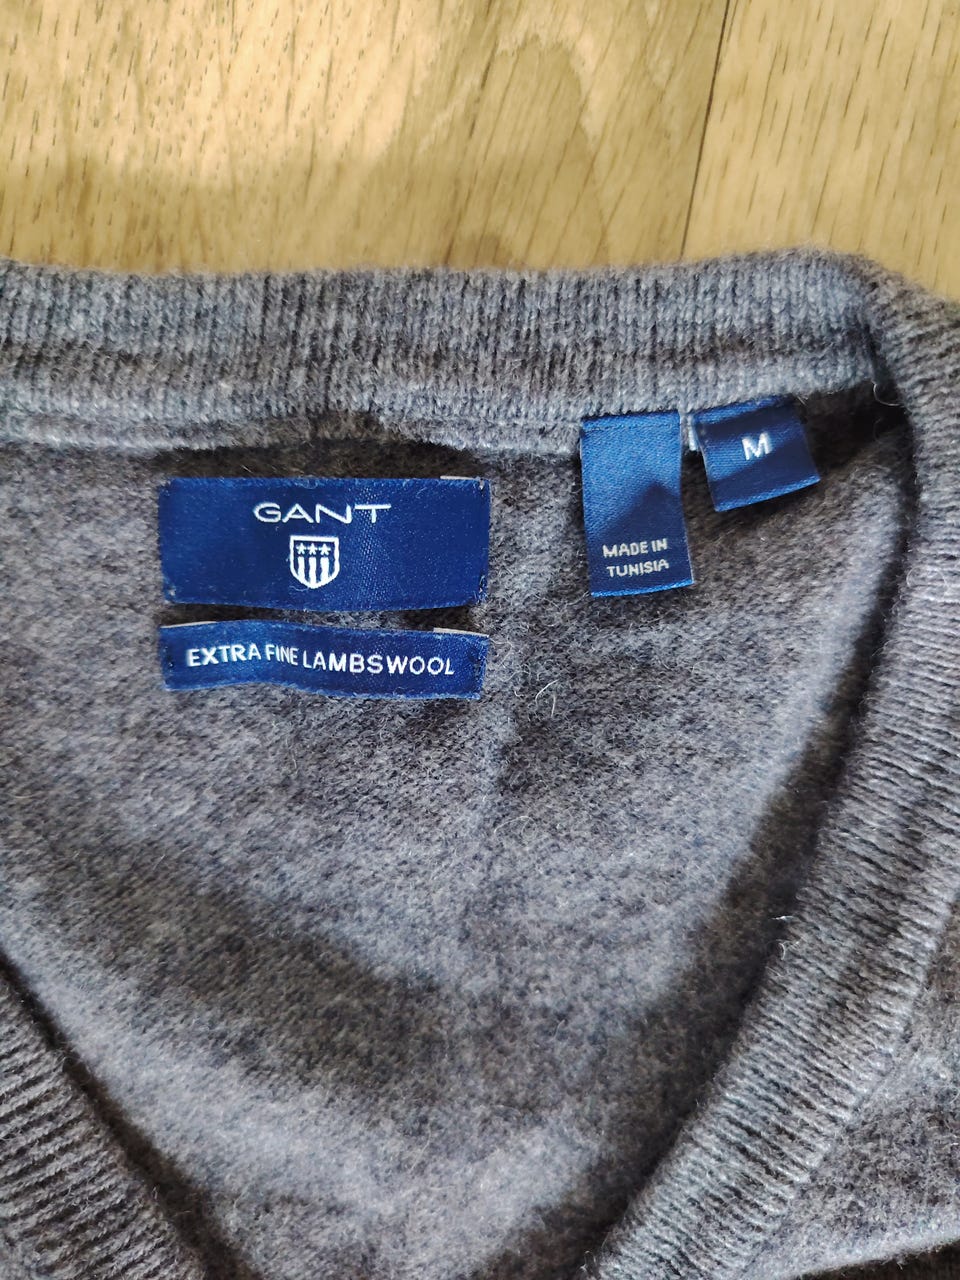 GANT
EXTRA FINE LAMBSWOOL
MADE IN
TUNISIA
M